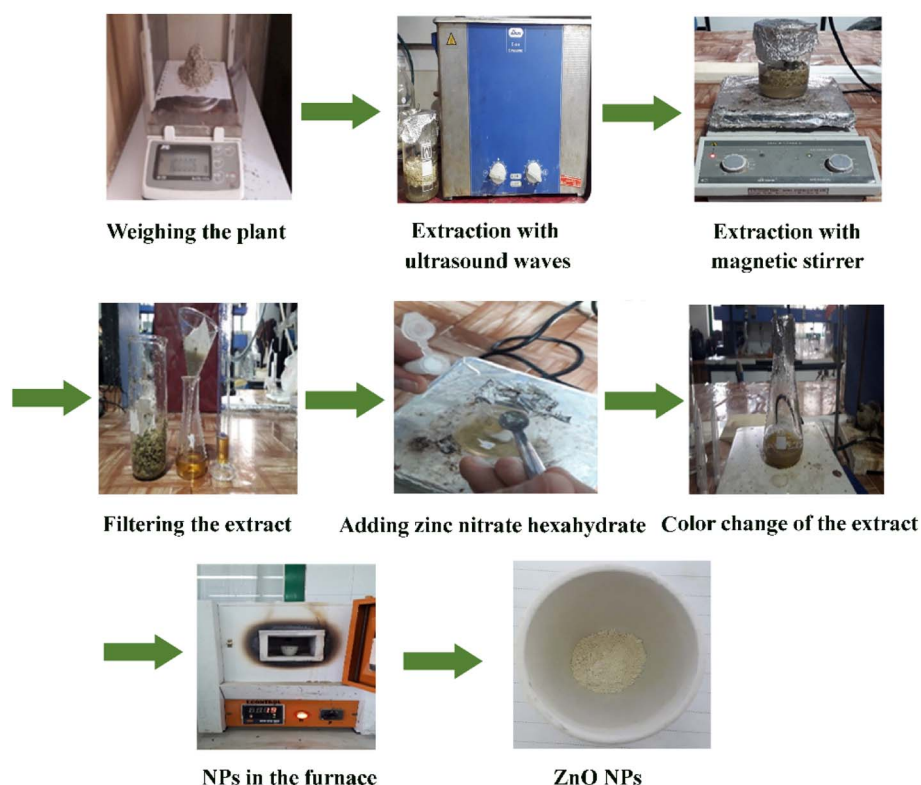 Weighing the plant
Extraction with
ultrasound waves
Extraction with
magnetic stirrer
Filtering the extract
Adding zinc nitrate hexahydrate
Color change of the extract
NPs in the furnace
ZnO NPs